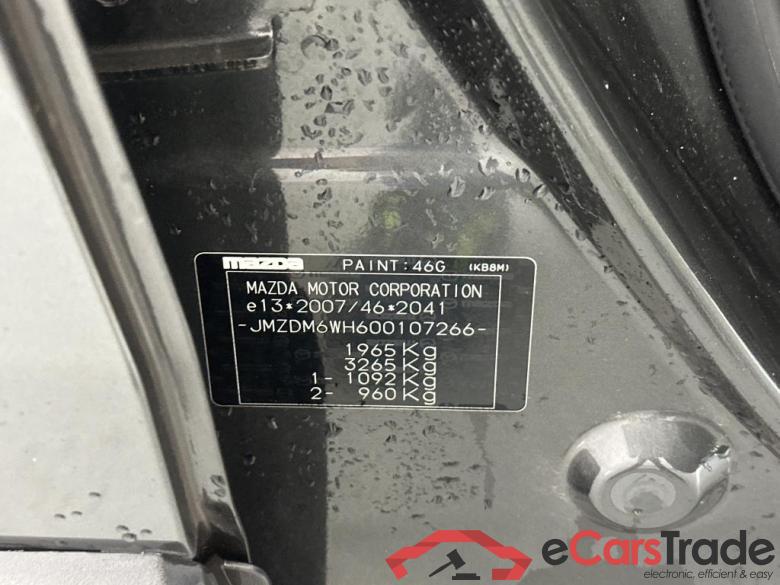 mazda PAINT:46G (KB8M)
MAZDA MOTOR CORPORATION
e13*2007/46*2041
-JMZDM6WH600107266-
1965 Kg
3265 Kg
1- 1092 Kg
2- 960 Kg
eCarsTrade
electronic, efficient & easy